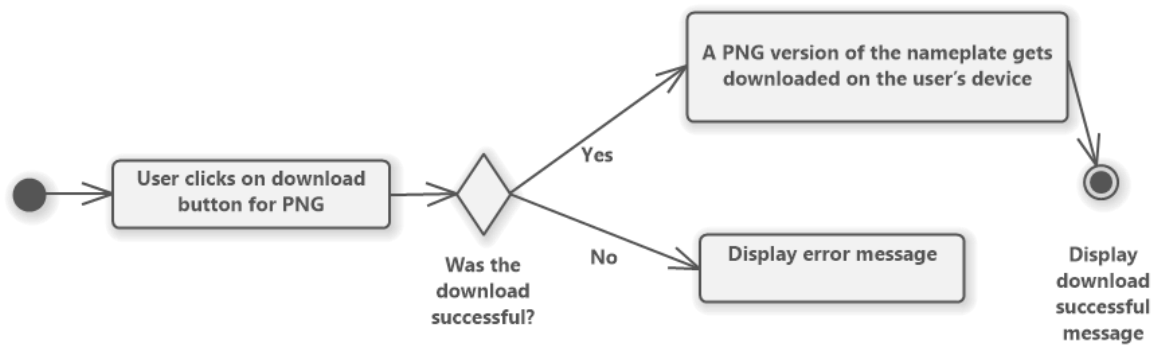 User clicks on download
button for PNG
Was the
download
successful?
Yes
No
A PNG version of the nameplate gets
downloaded on the user's device
Display error message
Display
download
successful
message